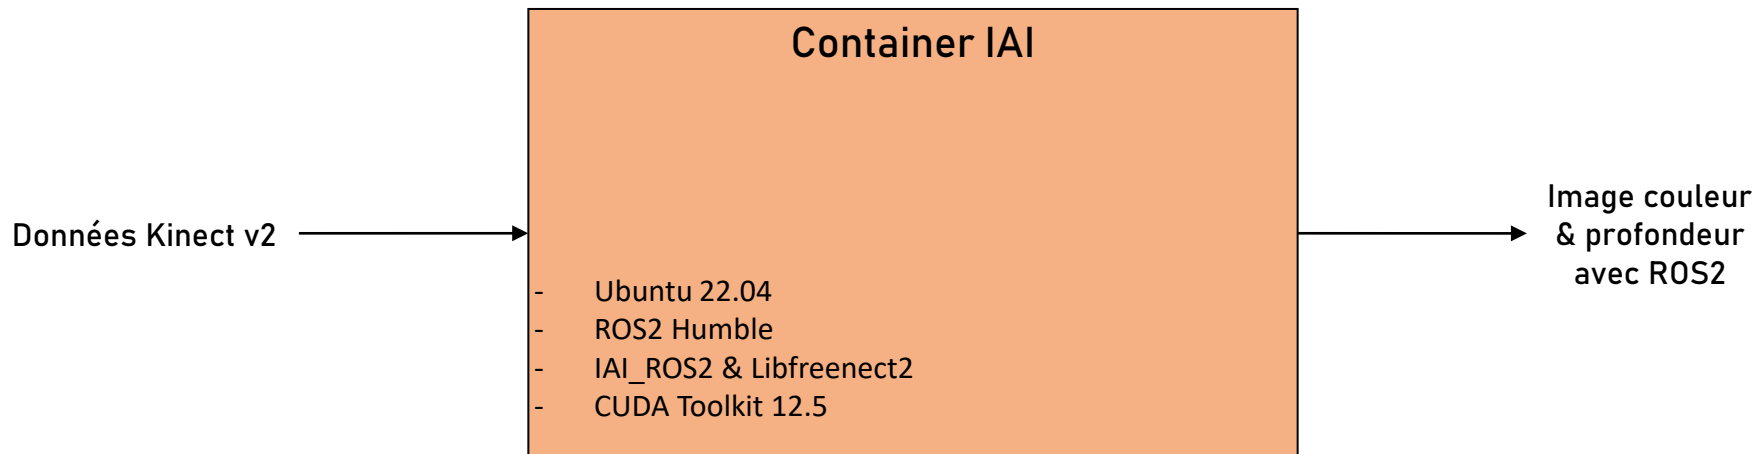 Container IAI
Données Kinect v2
Image couleur
& profondeur
avec ROS2
- Ubuntu 22.04
- ROS2 Humble
- IAI_ROS2 & Libfreenect2
- CUDA Toolkit 12.5